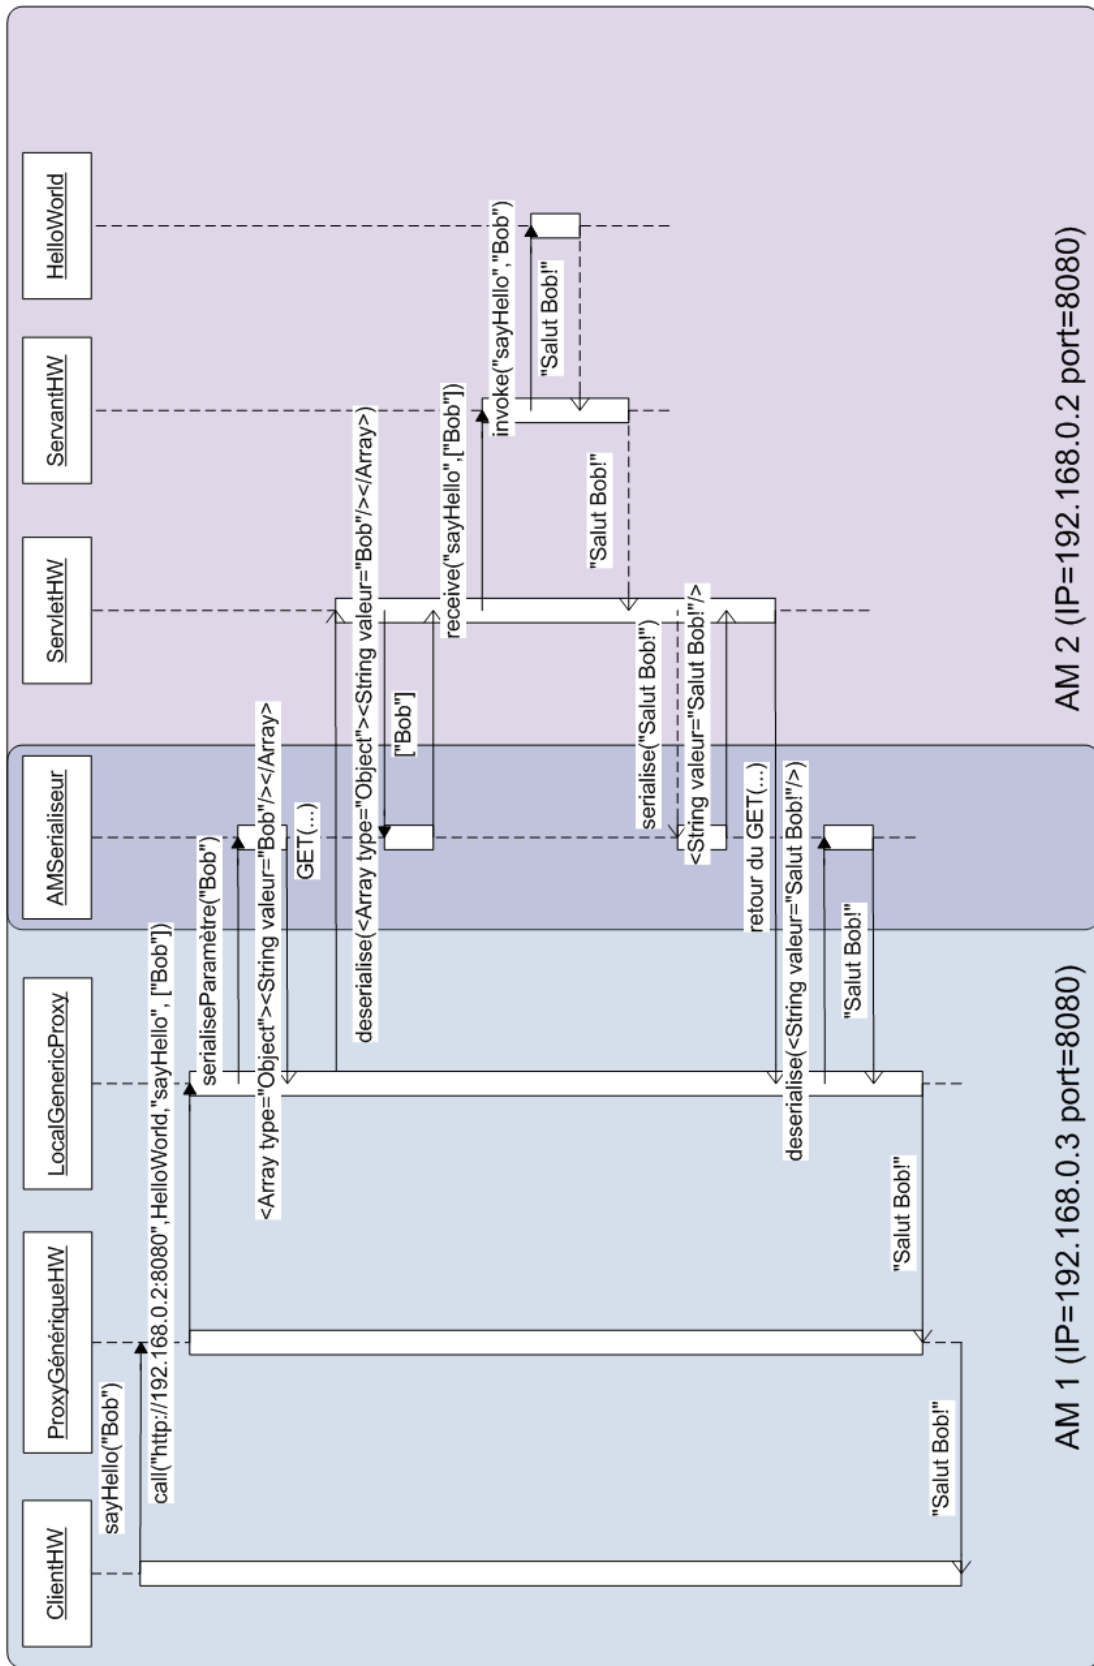 ClientHW
ProxyGénériqueHW
LocalGenericProxy
AMSerialiseur
ServletHW
ServantHW
HelloWorld
sayHello("Bob")
call("http://192.168.0.2:8080",HelloWorld,"sayHello", ["Bob"])
serialiseParamètre("Bob")
<Array type="Object"><String valeur="Bob"/></Array>
GET(...)
deserialise(<Array type="Object"><String valeur="Bob"/></Array>)
["Bob"]
receive("sayHello",["Bob"])
invoke("sayHello","Bob")
"Salut Bob!"
"Salut Bob!"
serialise("Salut Bob!")
<String valeur="Salut Bob!"/>
retour du GET(...)
deserialise(<String valeur="Salut Bob!"/>)
"Salut Bob!"
"Salut Bob!"
"Salut Bob!"
AM 1 (IP=192.168.0.3 port=8080)
AM 2 (IP=192.168.0.2 port=8080)